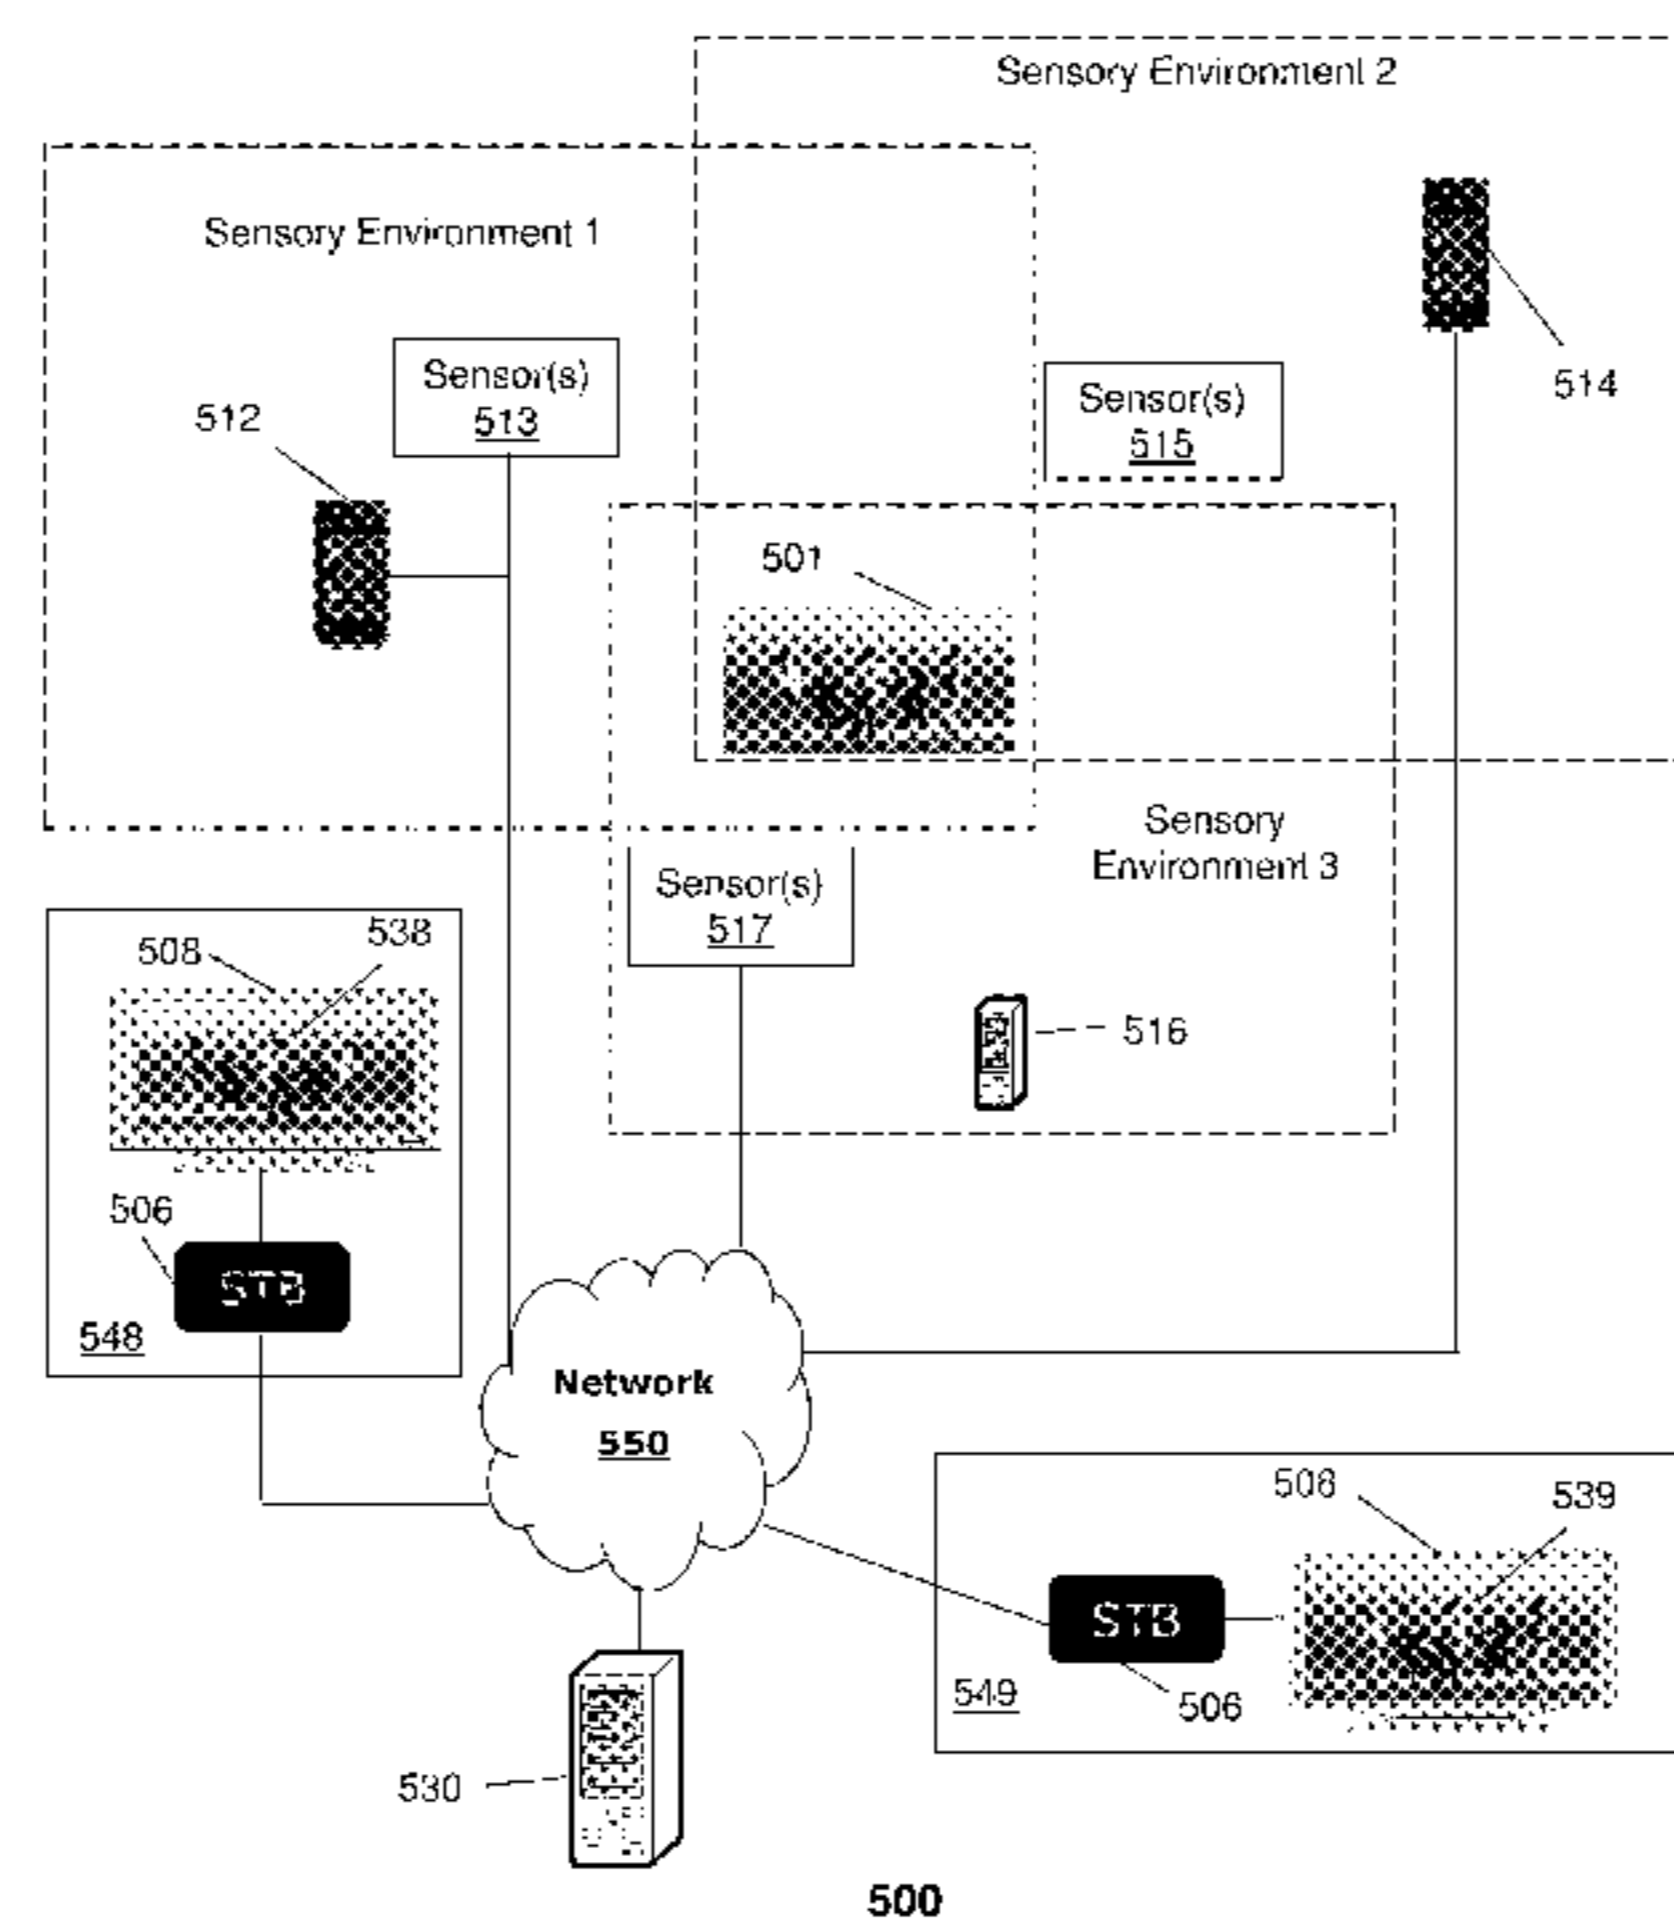 Sensory Environment 2
Sensory Environment 1
Sensor(s)
513
512
514
Sensor(s)
515
501
Sensory
Environment 3
Sensor(s)
517
538
508
516
506
STB
548
Network
550
508
539
STB
549
506
530
500